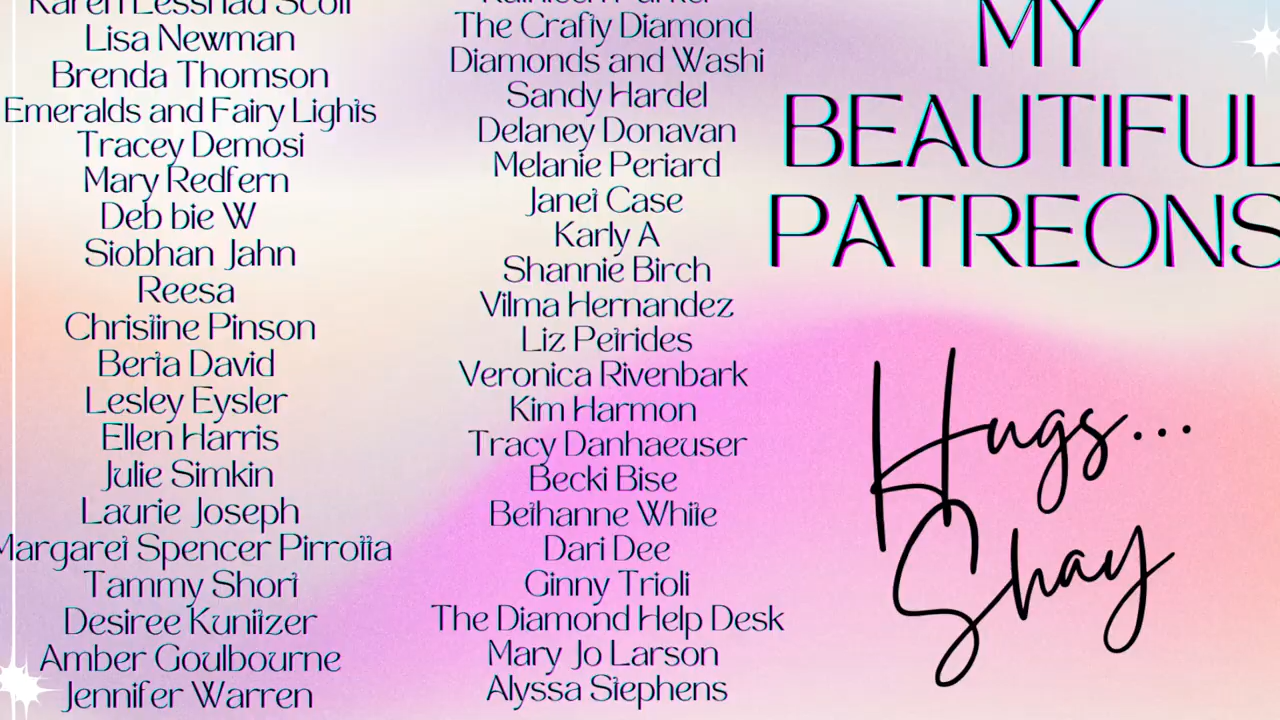 Lisa Newman
Brenda Thomson
Emeralds and Fairy Lights
Tracey Demosi
Mary Redfern
Deb bie W
Siobhan Jahn
Reesa
Christine Pinson
Berta David
Lesley Eysler
Ellen Harris
Julie Simkin
Laurie Joseph
Margaret Spencer Pirrotta
Tammy Short
Desiree Kunitzer
Amber Goulbourne
Jennifer Warren
The Crafty Diamond
Diamonds and Washi
Sandy Hardel
Delaney Donavan
Melanie Periard
Janet Case
Karly A
Shannie Birch
Vilma Hernandez
Liz Petrides
Veronica Rivenbark
Kim Harmon
Tracy Danhaeuser
Becki Bise
Bethanne White
Dari Dee
Ginny Trioli
The Diamond Help Desk
Mary Jo Larson
Alyssa Stephens
MY
BEAUTIFUL
PATREONS
Hugs...
Shay